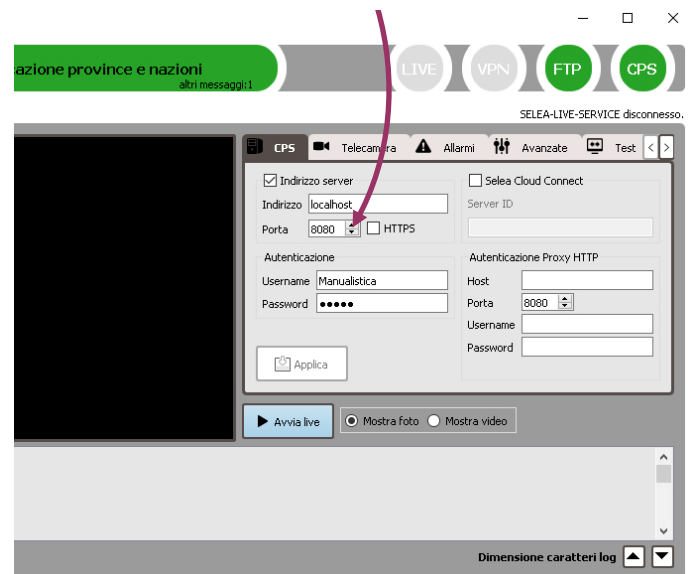 azione province e nazioni
altri messaggi:1
LIVE VPN FTP CPS
SELEA-LIVE-SERVICE disconnesso.
CPS Telecamera Allarmi Avanzate Test
Indirizzo server
Indirizzo localhost
Porta 8080 HTTPS
Selea Cloud Connect
Server ID
Autenticazione
Username Manualistica
Password •••••
Applica
Autenticazione Proxy HTTP
Host
Porta 8080
Username
Password
Avvia live Mostra foto Mostra video
Dimensione caratteri log